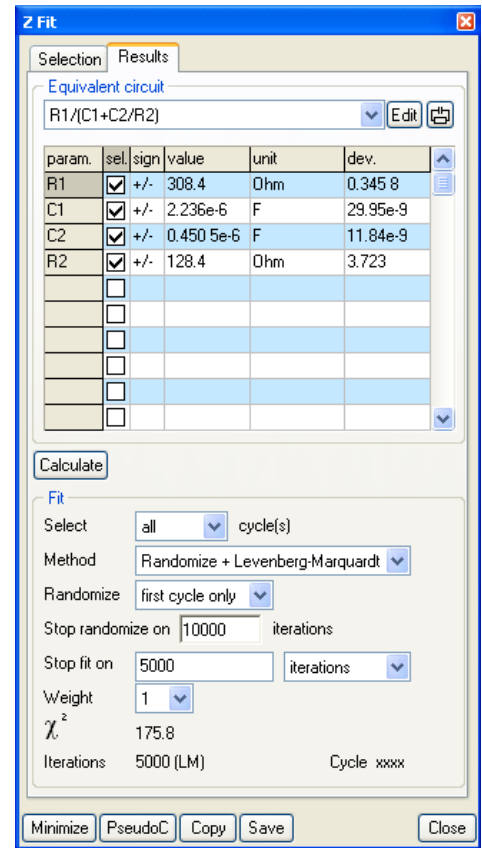 Z Fit
Selection Results
Equivalent circuit
R1/(C1+C2/R2) Edit
param. sel. sign value unit dev.
R1 +/- 308.4 Ohm 0.345 8
C1 +/- 2.236e-6 F 29.95e-9
C2 +/- 0.450 5e-6 F 11.84e-9
R2 +/- 128.4 Ohm 3.723
Calculate
Fit
Select all cycle(s)
Method Randomize + Levenberg-Marquardt
Randomize first cycle only
Stop randomize on 10000 iterations
Stop fit on 5000 iterations
Weight 1
χ² 175.8
Iterations 5000 (LM) Cycle xxxx
Minimize PseudoC Copy Save Close